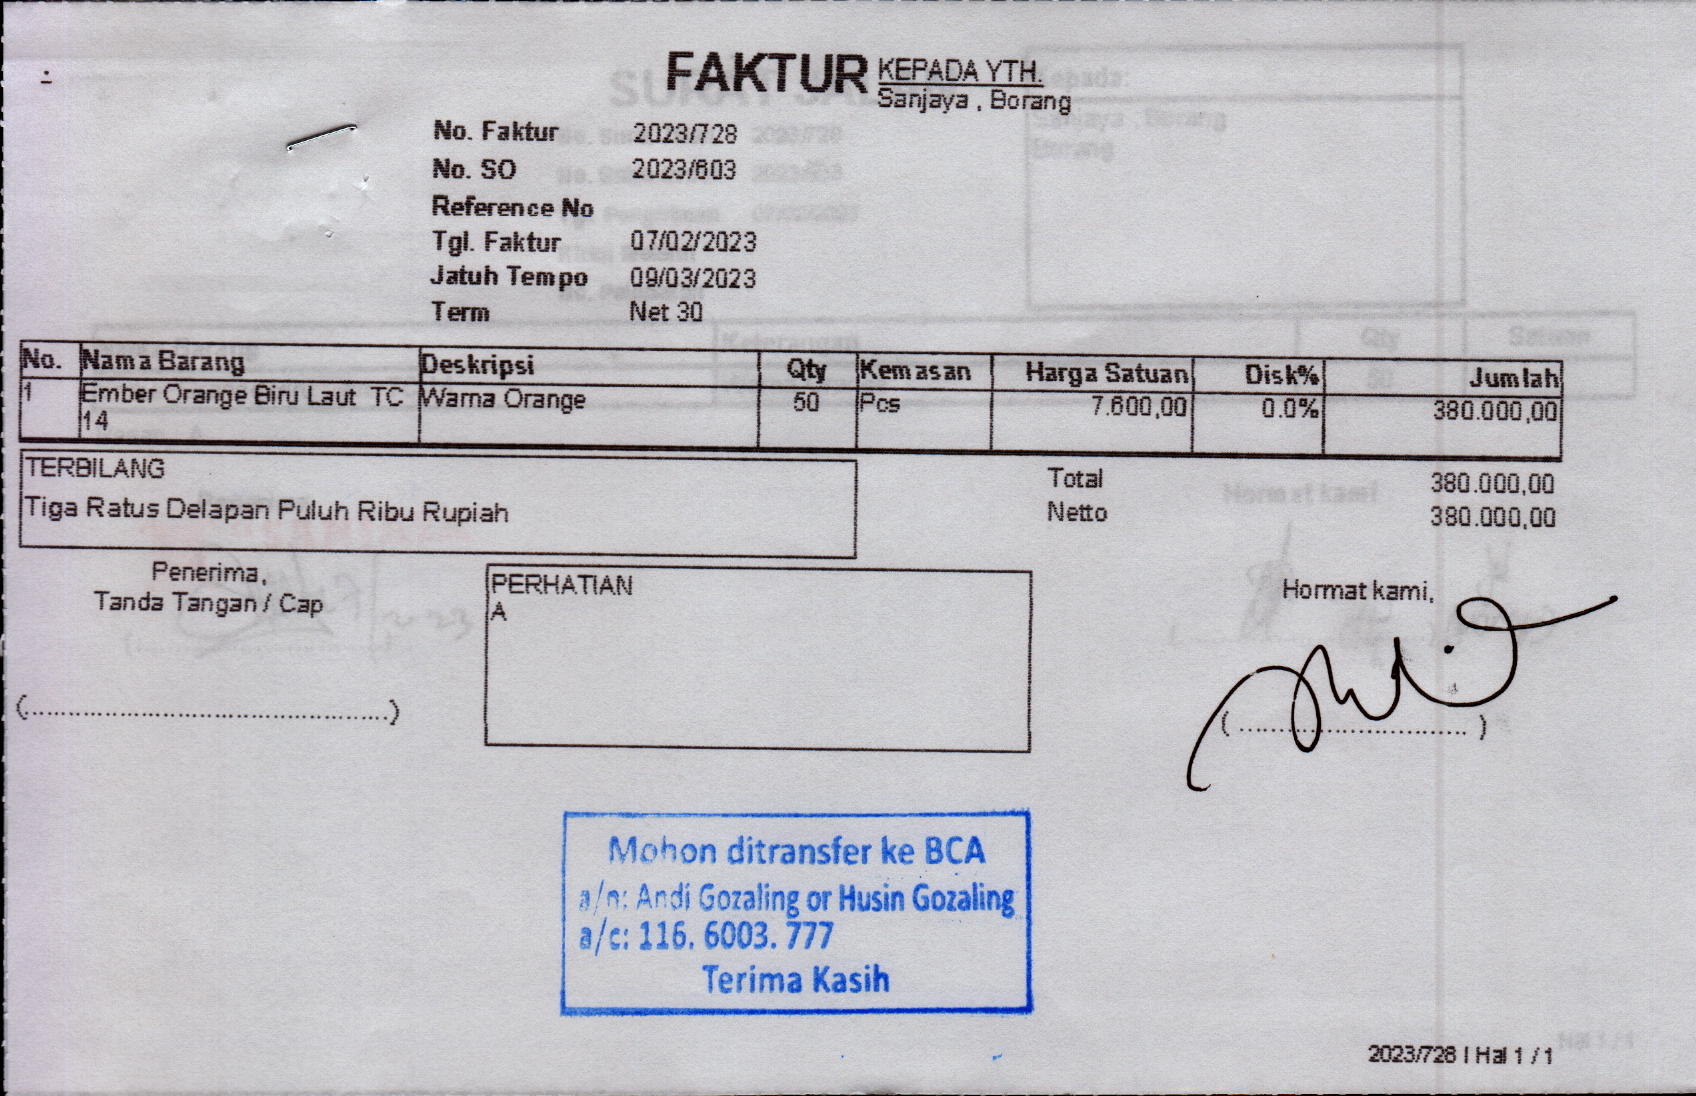 FAKTUR
KEPADA YTH.
Sanjaya , Borang
No. Faktur 2023/728
No. SO 2023/603
Reference No
Tgl. Faktur 07/02/2023
Jatuh Tempo 09/03/2023
Term Net 30
No. Nama Barang Deskripsi Qty Kemasan Harga Satuan Disk% Jumlah
1 Ember Orange Biru Laut TC Warna Orange 50 Pcs 7.600,00 0.0% 380.000,00
14
TERBILANG
Tiga Ratus Delapan Puluh Ribu Rupiah
Total 380.000,00
Netto 380.000,00
Penerima,
Tanda Tangan / Cap
(................................................)
PERHATIAN
A
Hormat kami,
(..............................)
Mohon ditransfer ke BCA
a/n: Andi Gozaling or Husin Gozaling
a/c: 116. 6003. 777
Terima Kasih
2023/728 | Hal 1 / 1